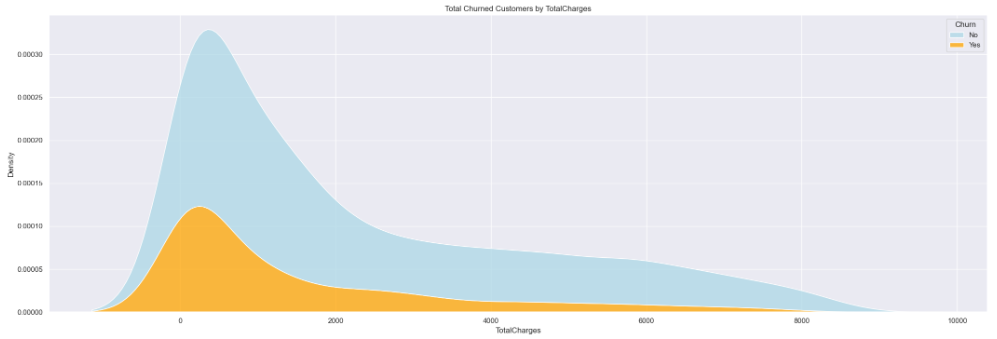 Total Churned Customers by TotalCharges
Churn
No
Yes
0.00030
0.00025
0.00020
0.00015
0.00010
0.00005
0.00000
Density
0 2000 4000 6000 8000 10000
TotalCharges